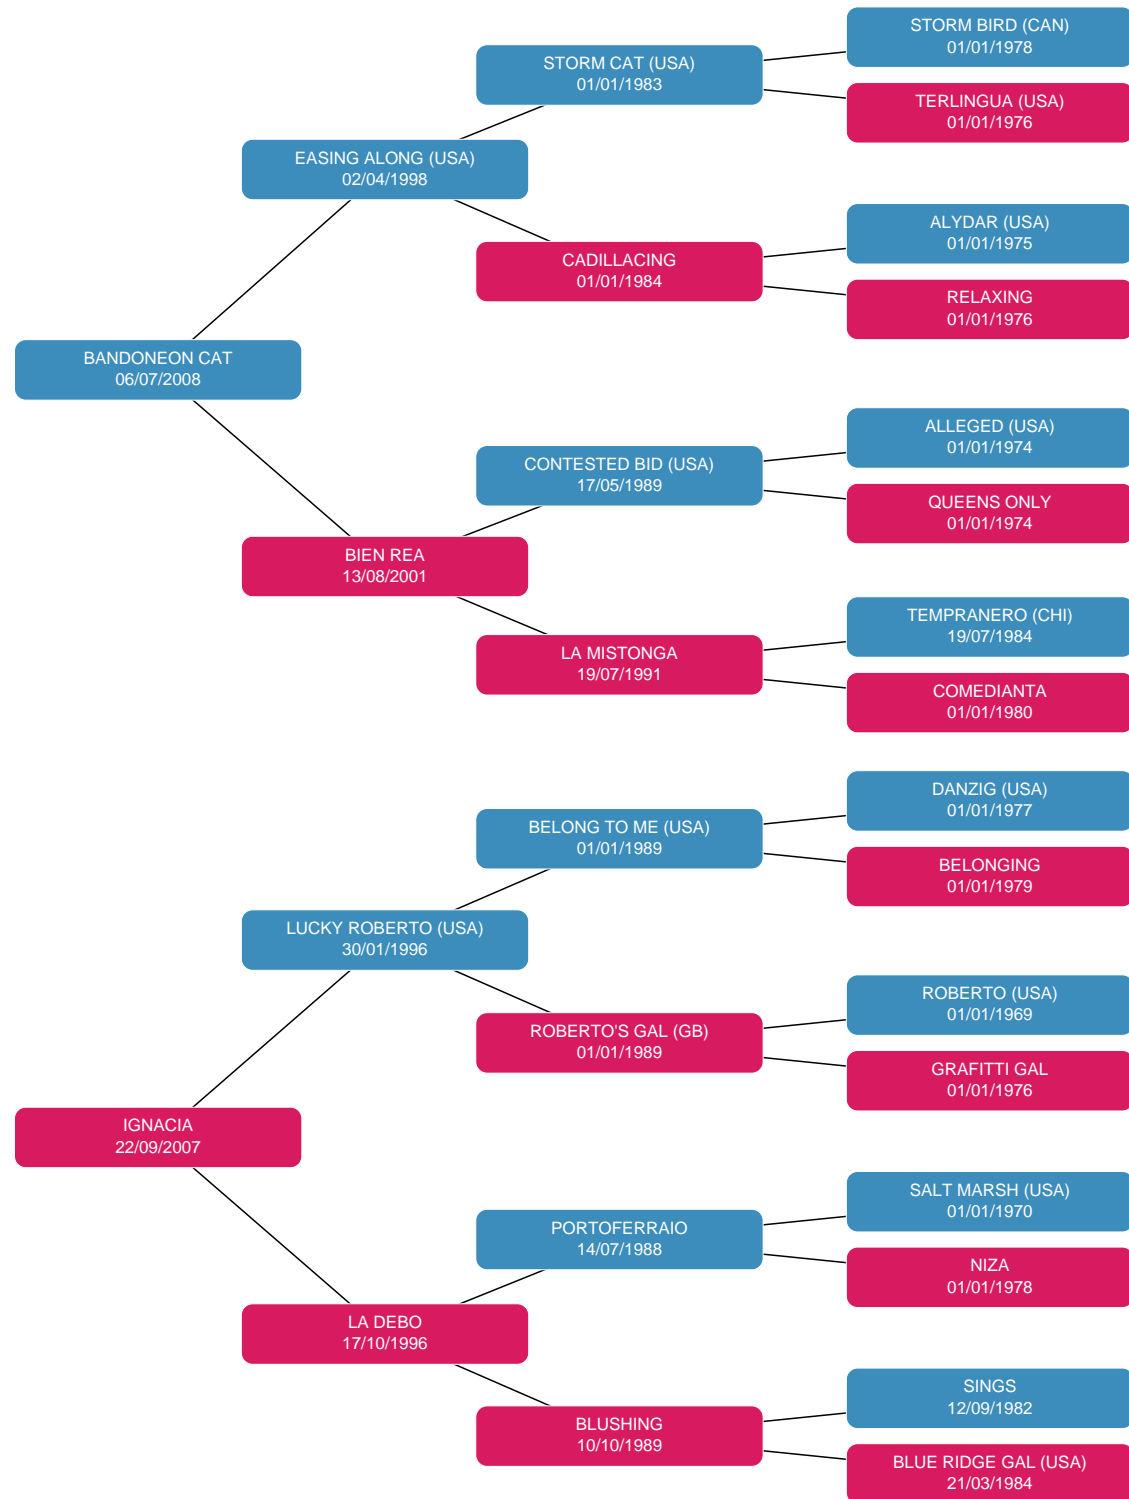 STORM BIRD (CAN)
01/01/1978
STORM CAT (USA)
01/01/1983
TERLINGUA (USA)
01/01/1976
EASING ALONG (USA)
02/04/1998
ALYDAR (USA)
01/01/1975
CADILLACING
01/01/1984
RELAXING
01/01/1976
BANDONEON CAT
06/07/2008
ALLEGED (USA)
01/01/1974
CONTESTED BID (USA)
17/05/1989
QUEENS ONLY
01/01/1974
BIEN REA
13/08/2001
TEMPRANERO (CHI)
19/07/1984
LA MISTONGA
19/07/1991
COMEDIANTA
01/01/1980
DANZIG (USA)
01/01/1977
BELONG TO ME (USA)
01/01/1989
BELONGING
01/01/1979
LUCKY ROBERTO (USA)
30/01/1996
ROBERTO (USA)
01/01/1969
ROBERTO'S GAL (GB)
01/01/1989
GRAFITTI GAL
01/01/1976
IGNACIA
22/09/2007
SALT MARSH (USA)
01/01/1970
PORTOFERRAIO
14/07/1988
NIZA
01/01/1978
LA DEBO
17/10/1996
SINGS
12/09/1982
BLUSHING
10/10/1989
BLUE RIDGE GAL (USA)
21/03/1984